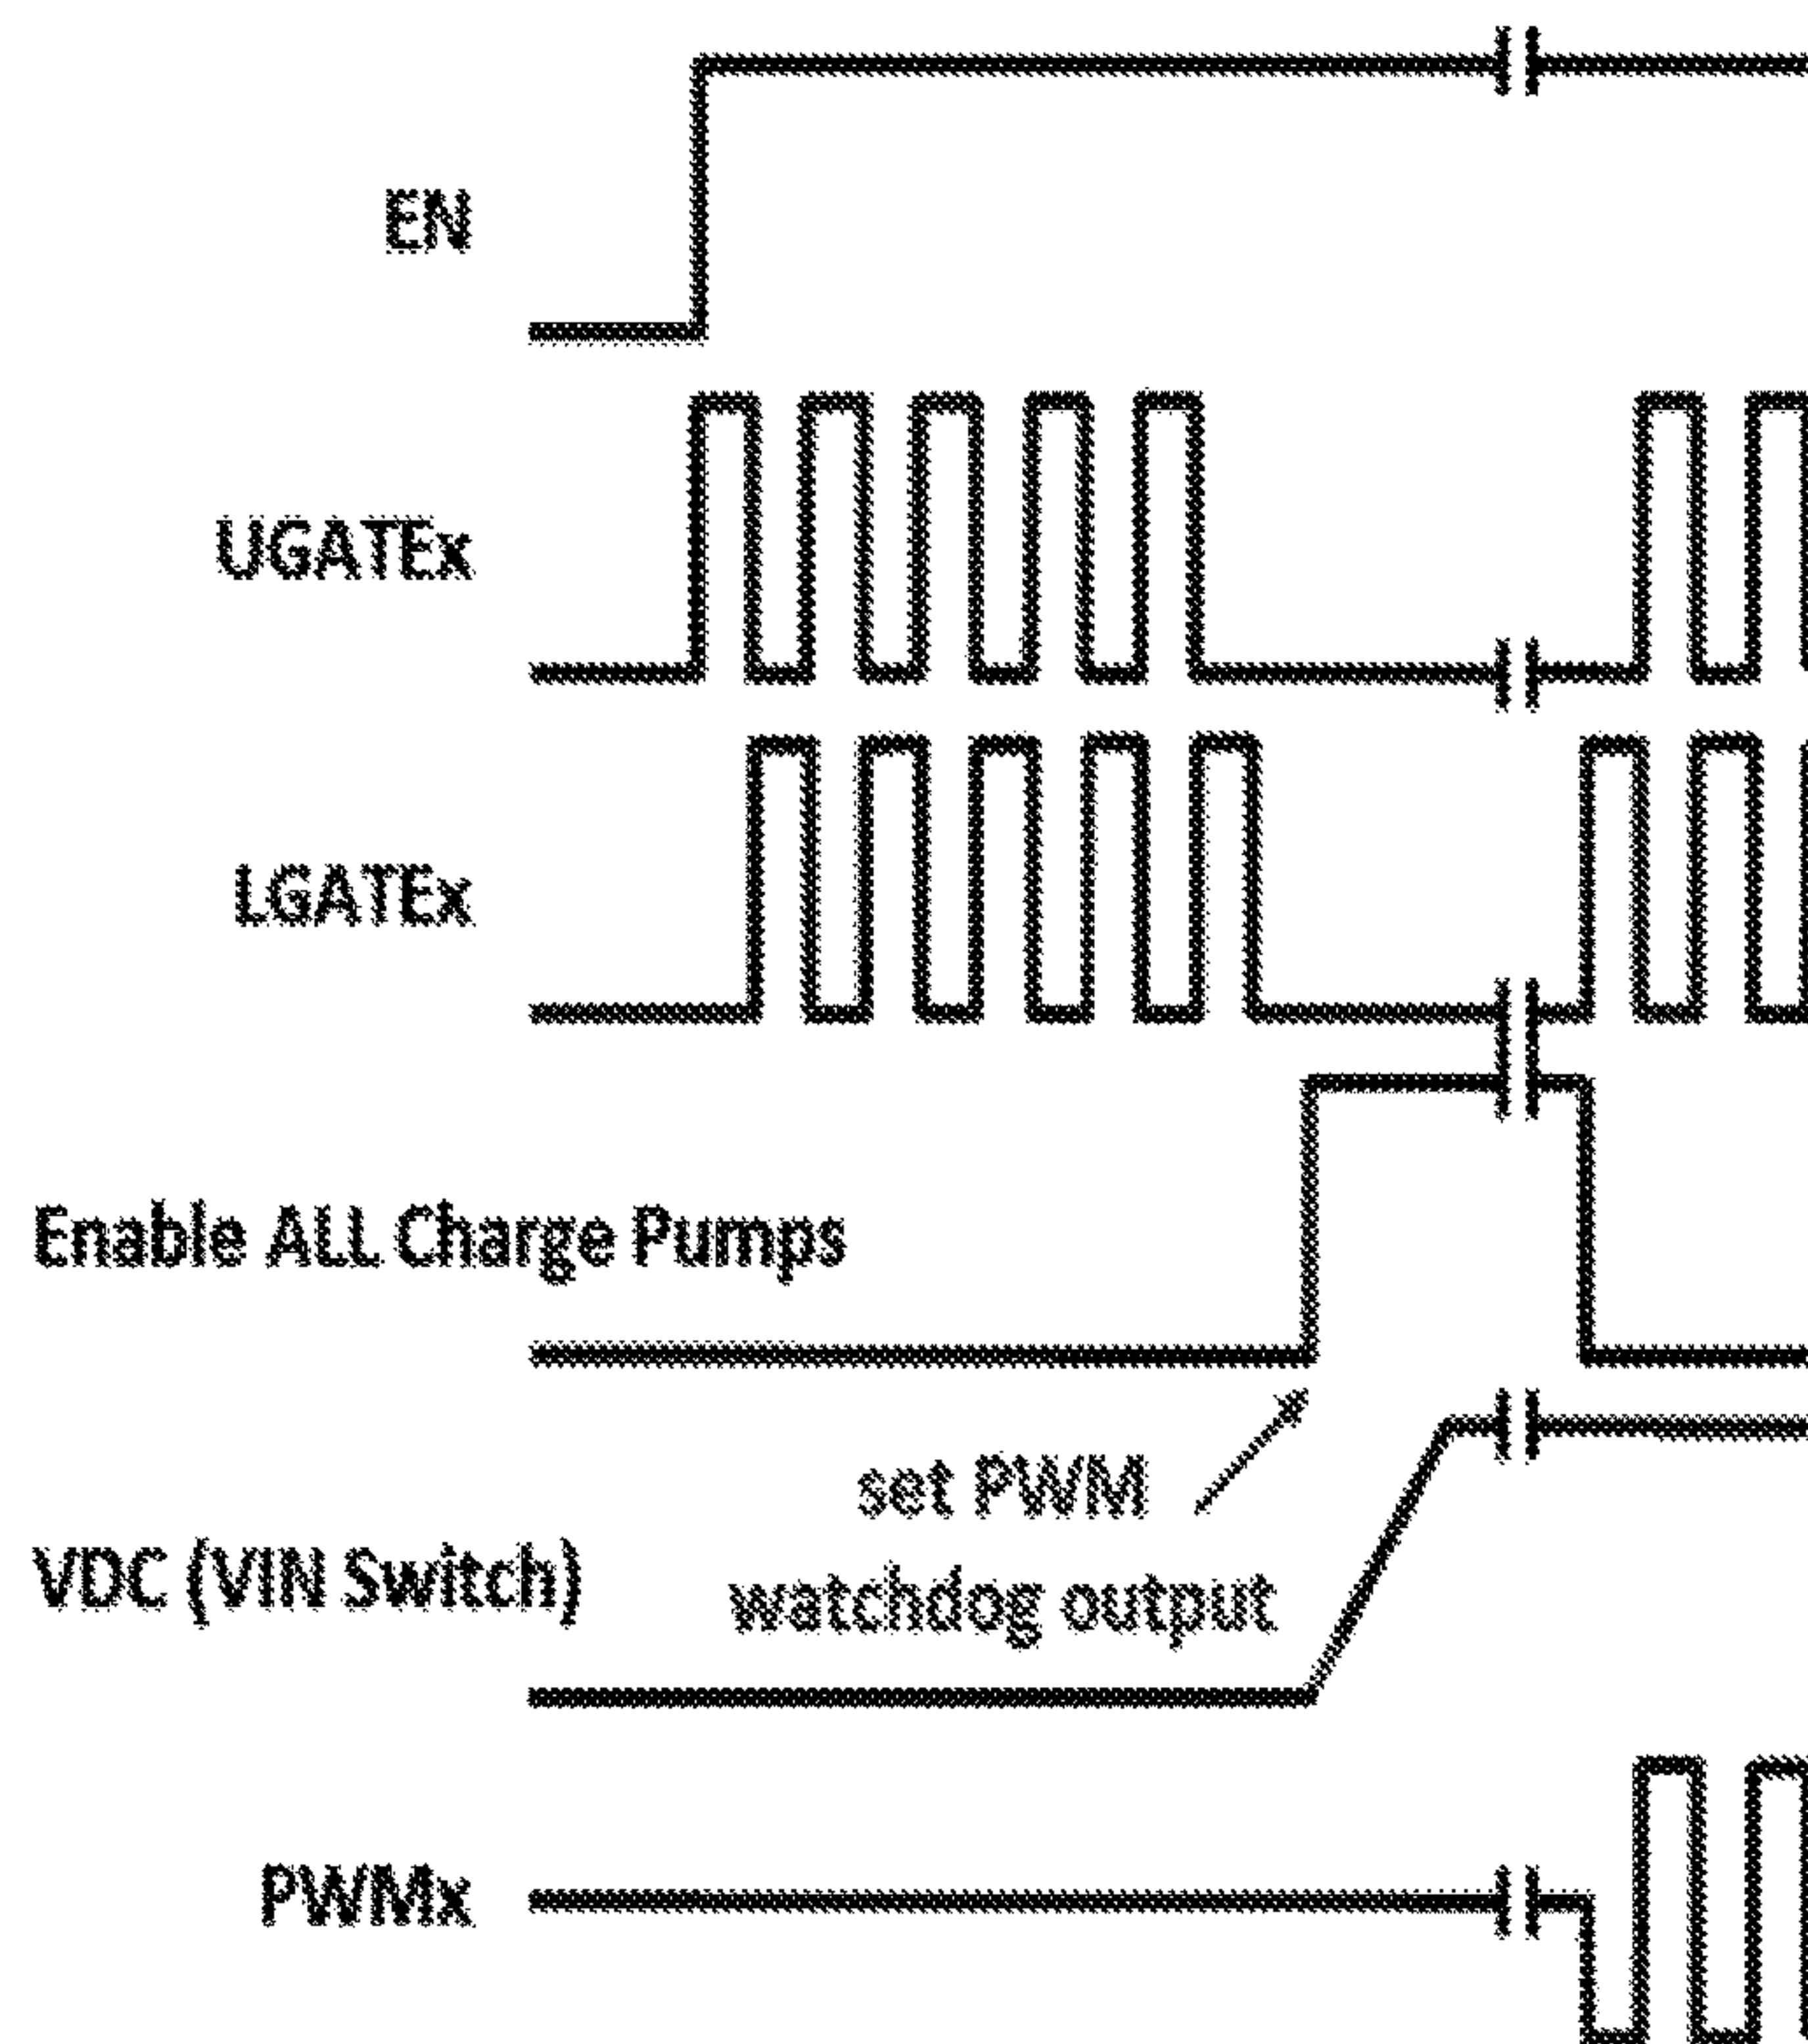 EN
UGATEx
LGATEx
Enable ALL Charge Pumps
set PWM
watchdog output
VDC (VIN Switch)
PWMx